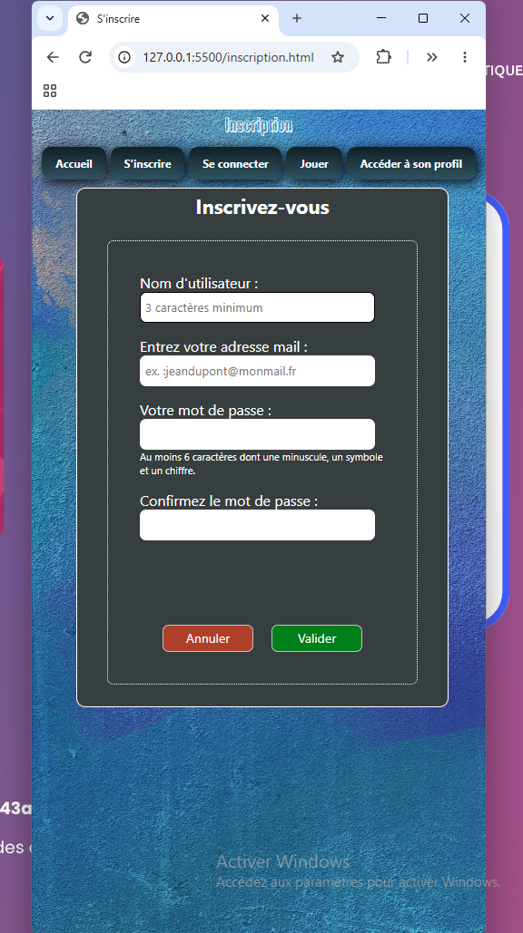 S'inscrire
127.0.0.1:5500/inscription.html
TIQUE
Inscription
Accueil
S'inscrire
Se connecter
Jouer
Accéder à son profil
Inscrivez-vous
Nom d'utilisateur :
3 caractères minimum
Entrez votre adresse mail :
ex. :jeandupont@monmail.fr
Votre mot de passe :
Au moins 6 caractères dont une minuscule, un symbole
et un chiffre.
Confirmez le mot de passe :
Annuler
Valider
43a
des
Activer Windows
Accédez aux paramètres pour activer Windows.